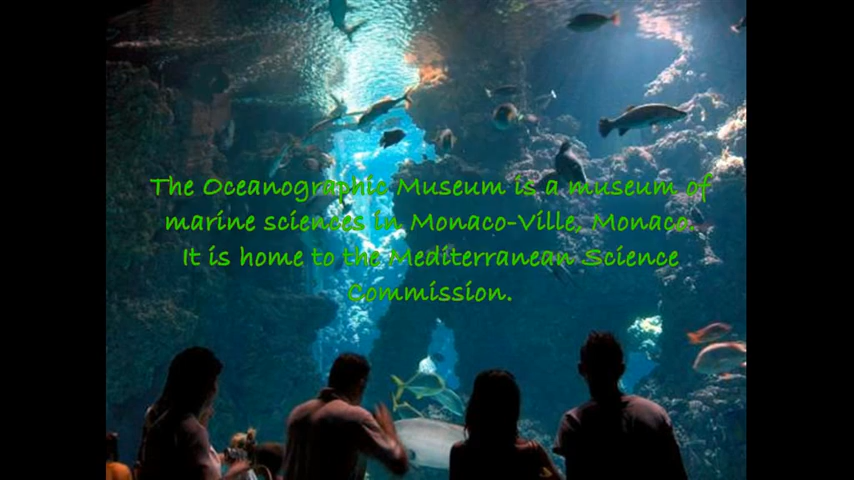 The Oceanographic Museum is a museum of
marine sciences in Monaco-Ville, Monaco.
It is home to the Mediterranean Science
Commission.